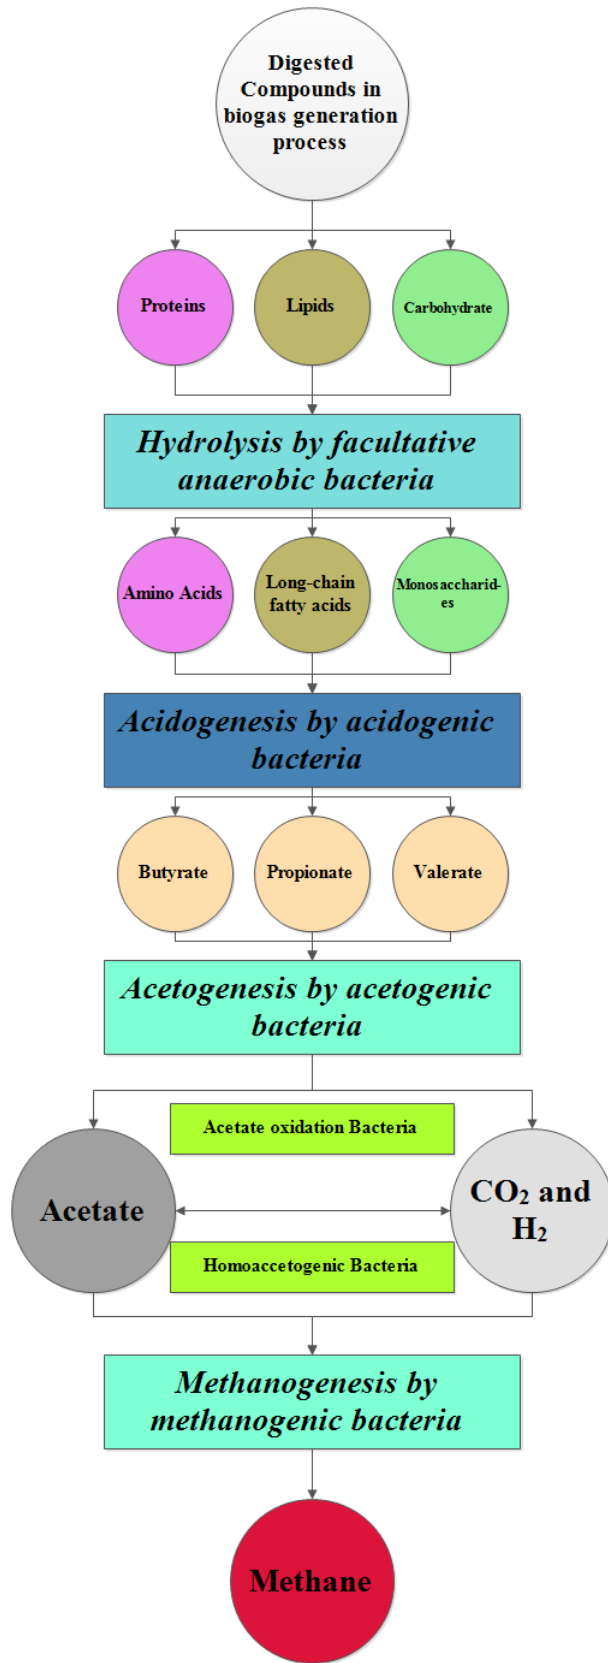 Digested
Compounds in
biogas generation
process
Proteins
Lipids
Carbohydrate
Hydrolysis by facultative
anaerobic bacteria
Amino Acids
Long-chain
fatty acids
Monosaccharid-
es
Acidogenesis by acidogenic
bacteria
Butyrate
Propionate
Valerate
Acetogenesis by acetogenic
bacteria
Acetate oxidation Bacteria
Acetate
CO₂ and
H₂
Homoaccetogenic Bacteria
Methanogenesis by
methanogenic bacteria
Methane